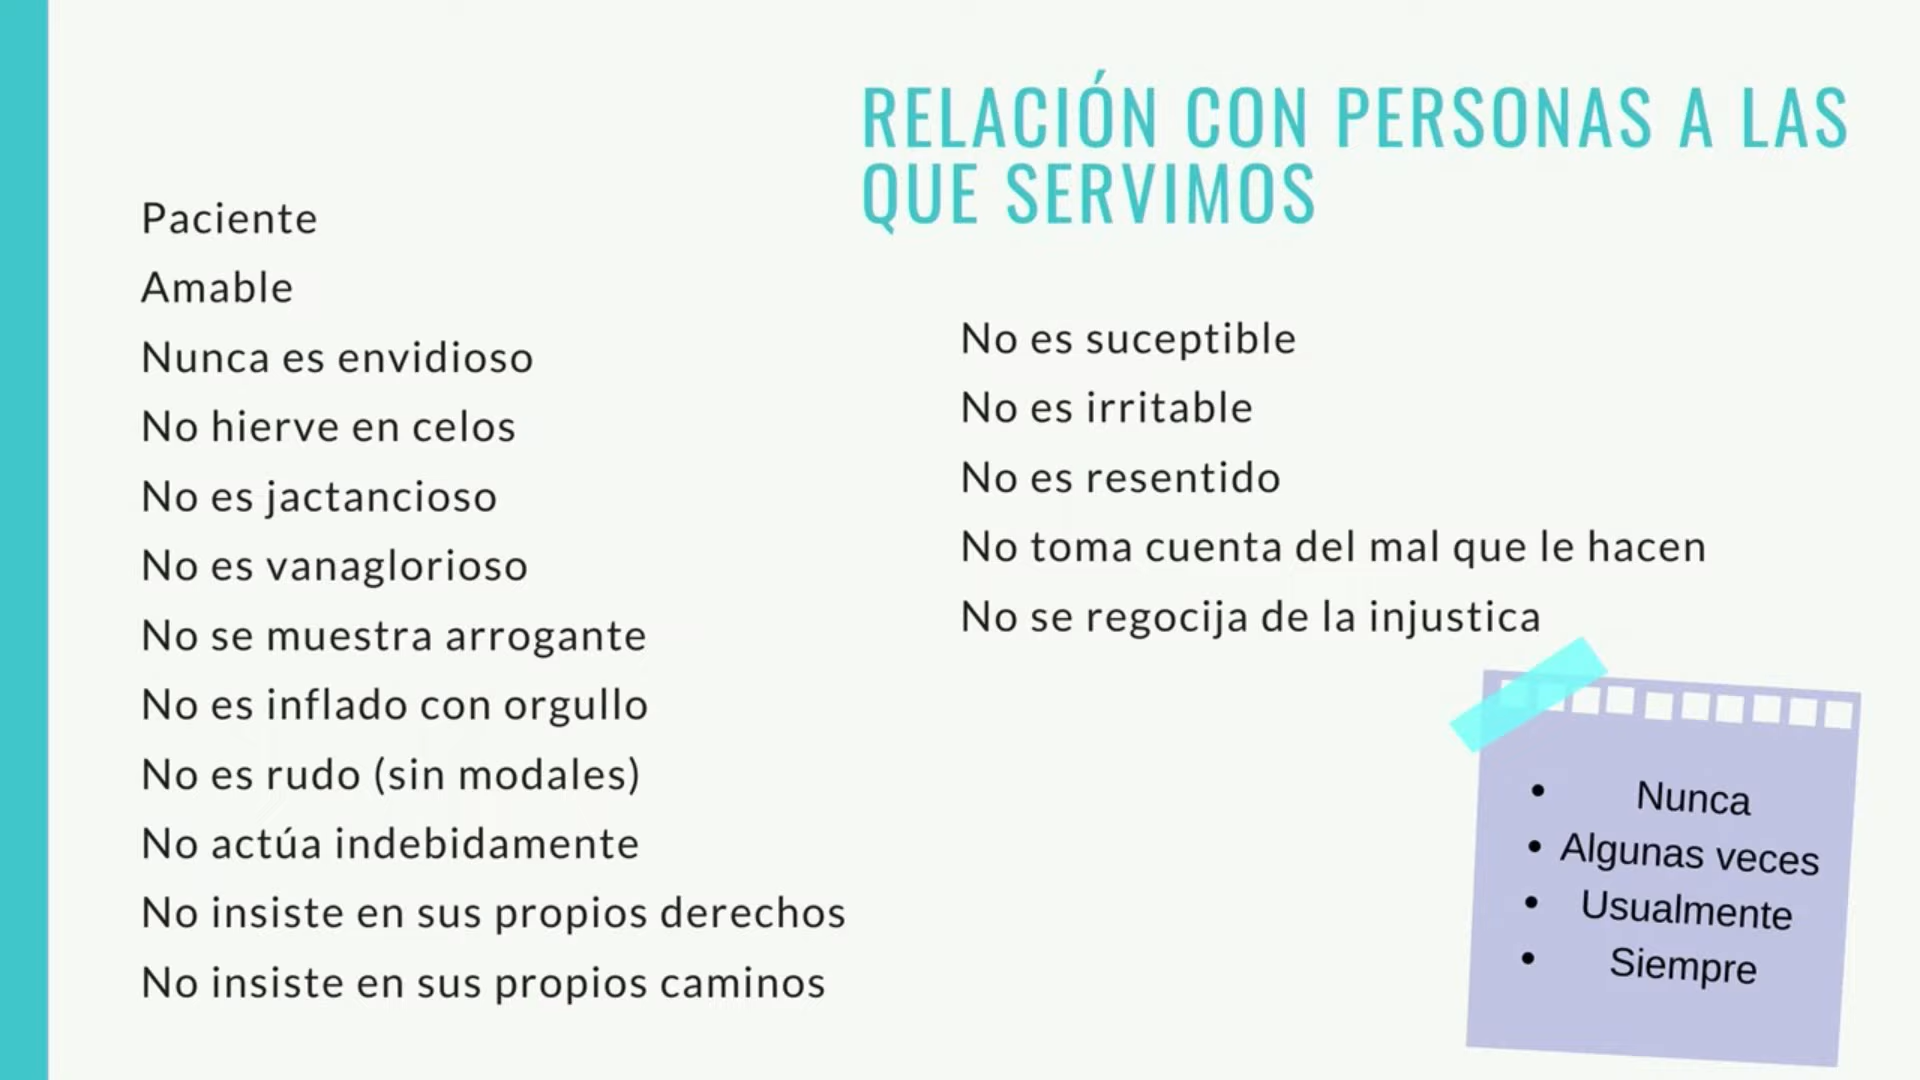 RELACIÓN CON PERSONAS A LAS
QUE SERVIMOS
Paciente
Amable
Nunca es envidioso
No hierve en celos
No es jactancioso
No es vanaglorioso
No se muestra arrogante
No es inflado con orgullo
No es rudo (sin modales)
No actúa indebidamente
No insiste en sus propios derechos
No insiste en sus propios caminos
No es suceptible
No es irritable
No es resentido
No toma cuenta del mal que le hacen
No se regocija de la injustica
• Nunca
• Algunas veces
• Usualmente
• Siempre